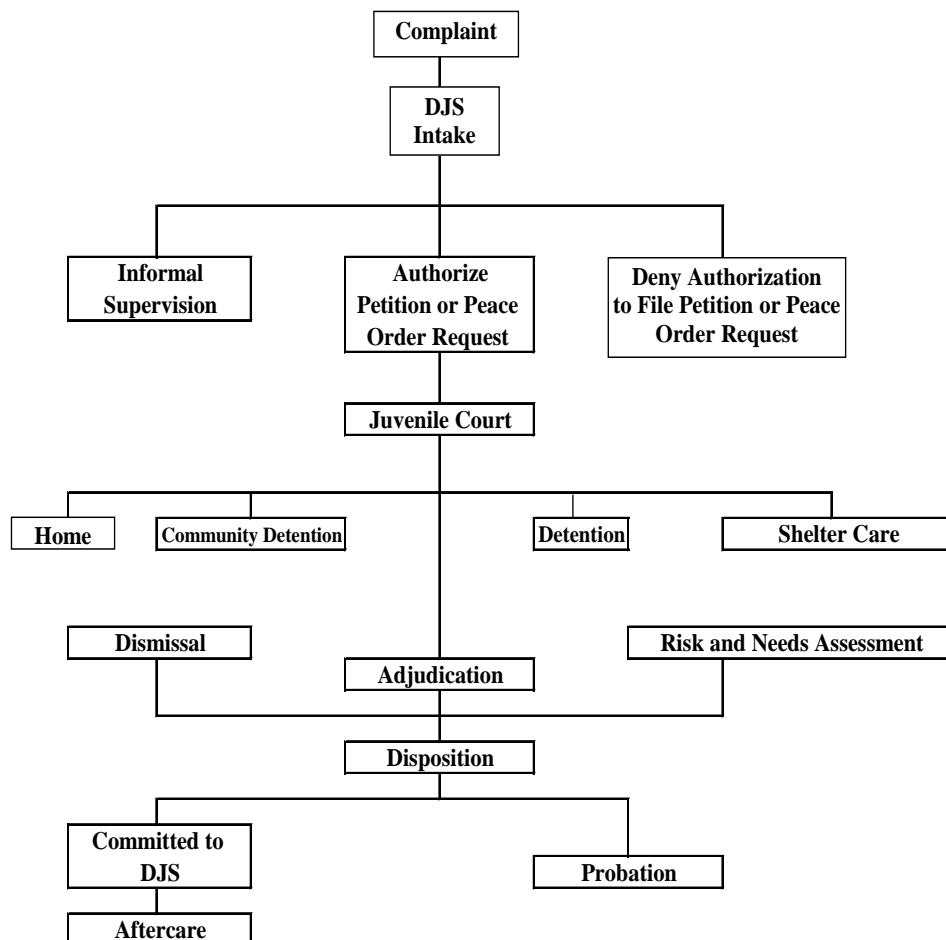 Complaint
DJS
Intake
Informal
Supervision
Authorize
Petition or Peace
Order Request
Deny Authorization
to File Petition or Peace
Order Request
Juvenile Court
Home
Community Detention
Detention
Shelter Care
Dismissal
Risk and Needs Assessment
Adjudication
Disposition
Committed to
DJS
Probation
Aftercare